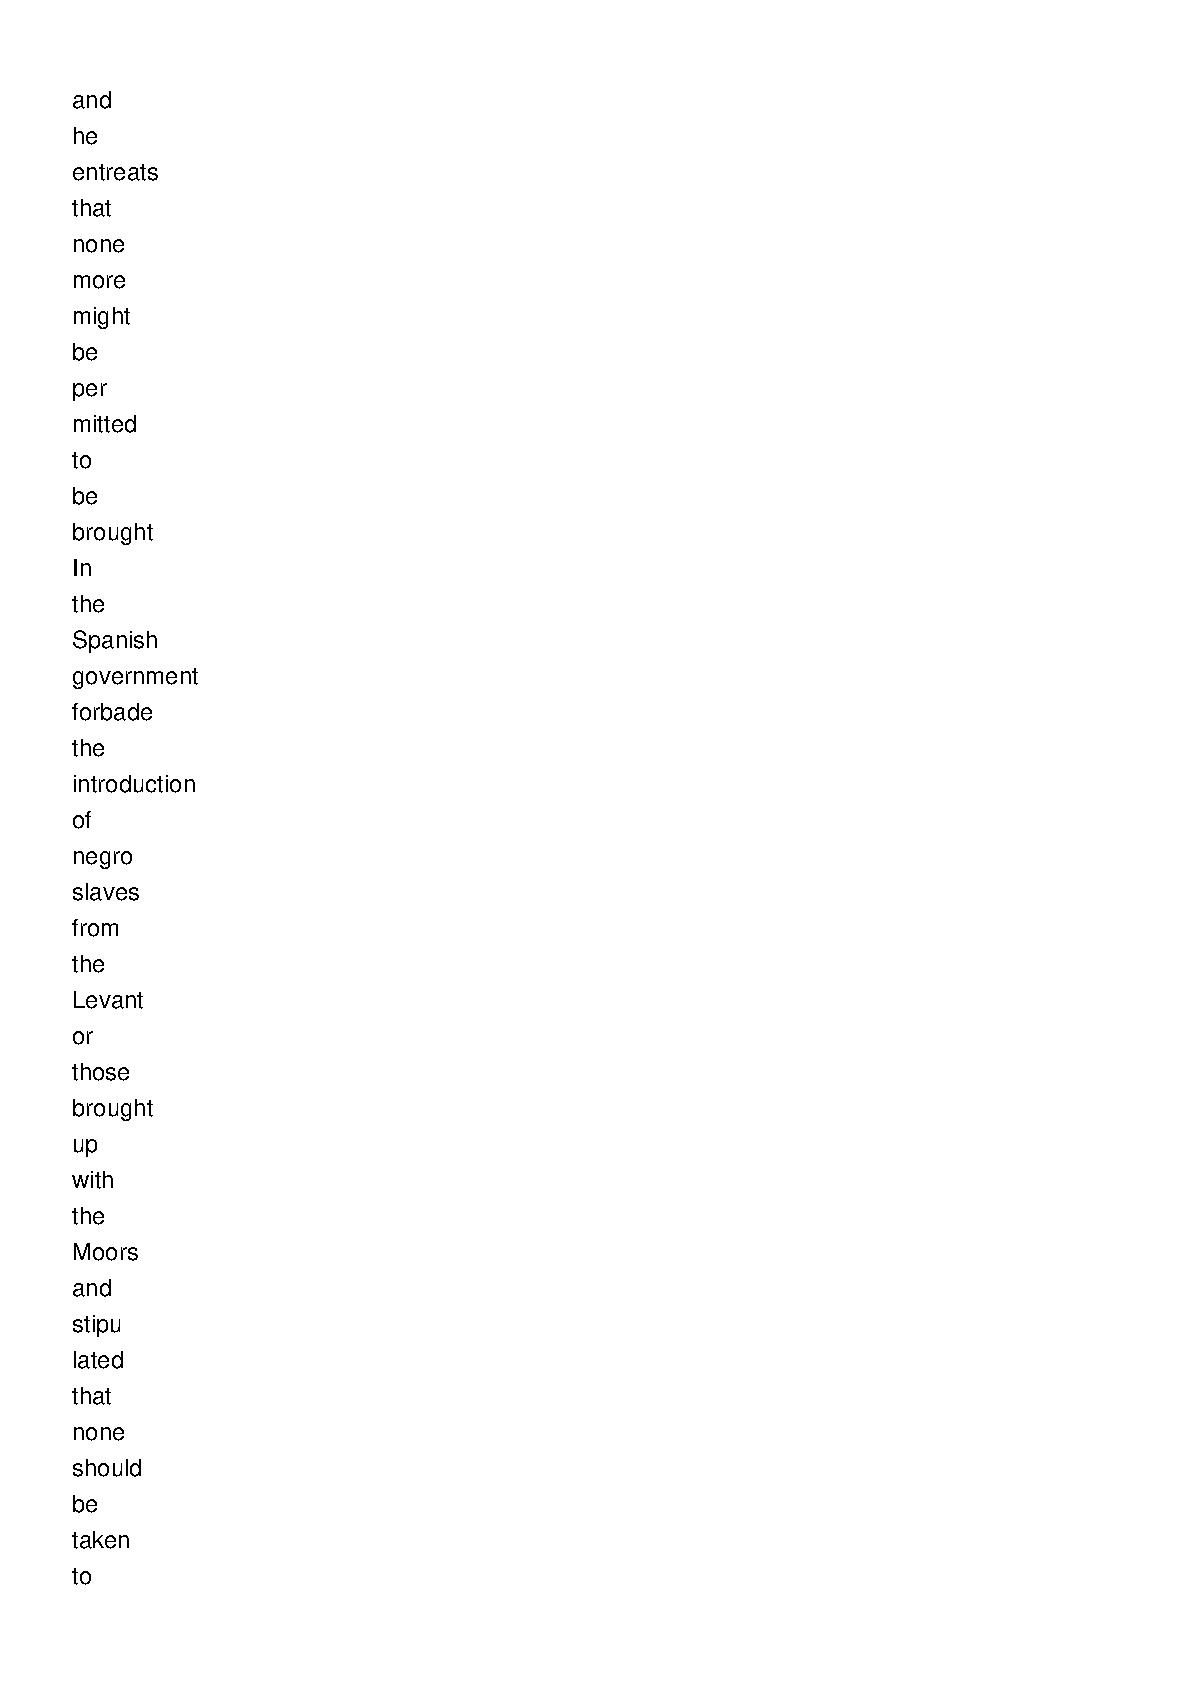 and
he
entreats
that
none
more
might
be
per
mitted
to
be
brought
In
the
Spanish
government
forbade
the
introduction
of
negro
slaves
from
the
Levant
or
those
brought
up
with
the
Moors
and
stipu
lated
that
none
should
be
taken
to